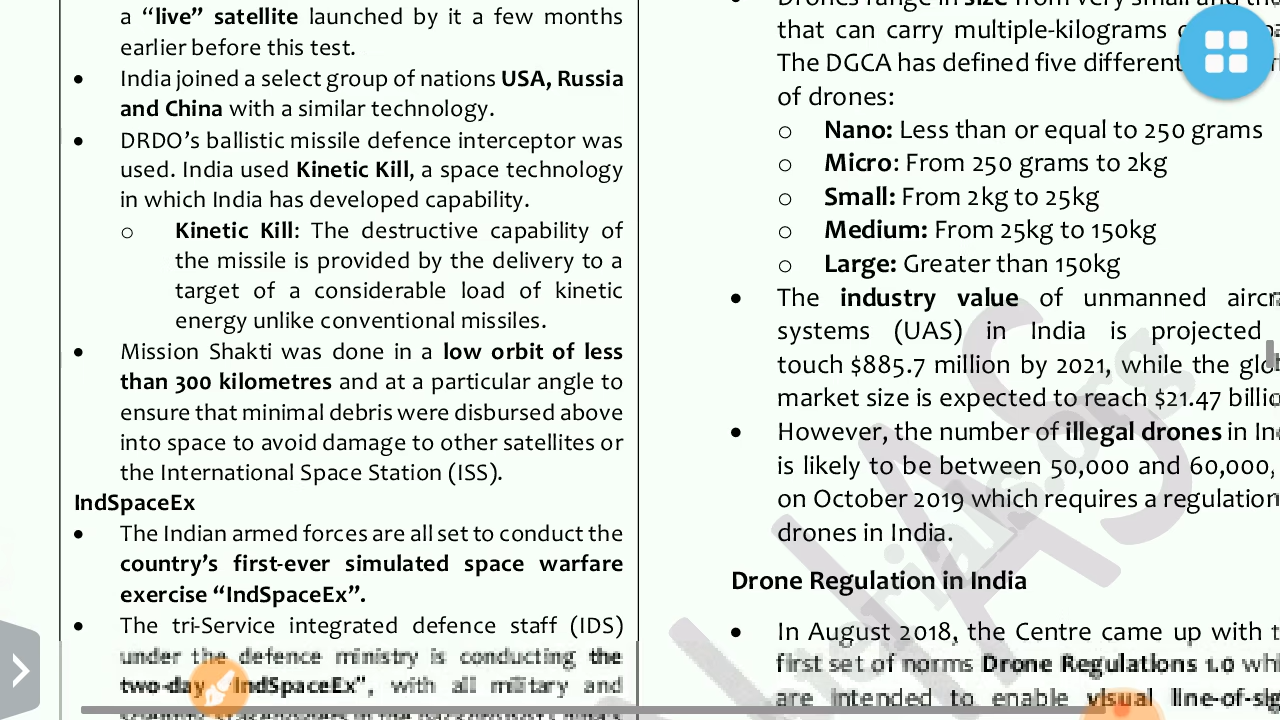 a “live” satellite launched by it a few months
earlier before this test.
• India joined a select group of nations USA, Russia
and China with a similar technology.
• DRDO’s ballistic missile defence interceptor was
used. India used Kinetic Kill, a space technology
in which India has developed capability.
o Kinetic Kill: The destructive capability of
the missile is provided by the delivery to a
target of a considerable load of kinetic
energy unlike conventional missiles.
• Mission Shakti was done in a low orbit of less
than 300 kilometres and at a particular angle to
ensure that minimal debris were disbursed above
into space to avoid damage to other satellites or
the International Space Station (ISS).
IndSpaceEx
• The Indian armed forces are all set to conduct the
country’s first-ever simulated space warfare
exercise “IndSpaceEx”.
• The tri-Service integrated defence staff (IDS)
under the defence ministry is conducting the
two-day IndSpaceEx”, with all military and
• Drones range in size from very small
that can carry multiple-kilograms
The DGCA has defined five different
of drones:
o Nano: Less than or equal to 250 grams
o Micro: From 250 grams to 2kg
o Small: From 2kg to 25kg
o Medium: From 25kg to 150kg
o Large: Greater than 150kg
• The industry value of unmanned
systems (UAS) in India is projected
touch $885.7 million by 2021, while the
market size is expected to reach $21.47
• However, the number of illegal drones in
is likely to be between 50,000 and 60,000,
on October 2019 which requires a regulation
drones in India.
Drone Regulation in India
• In August 2018, the Centre came up with
first set of norms Drone Regulations 1.0
are intended to enable visual